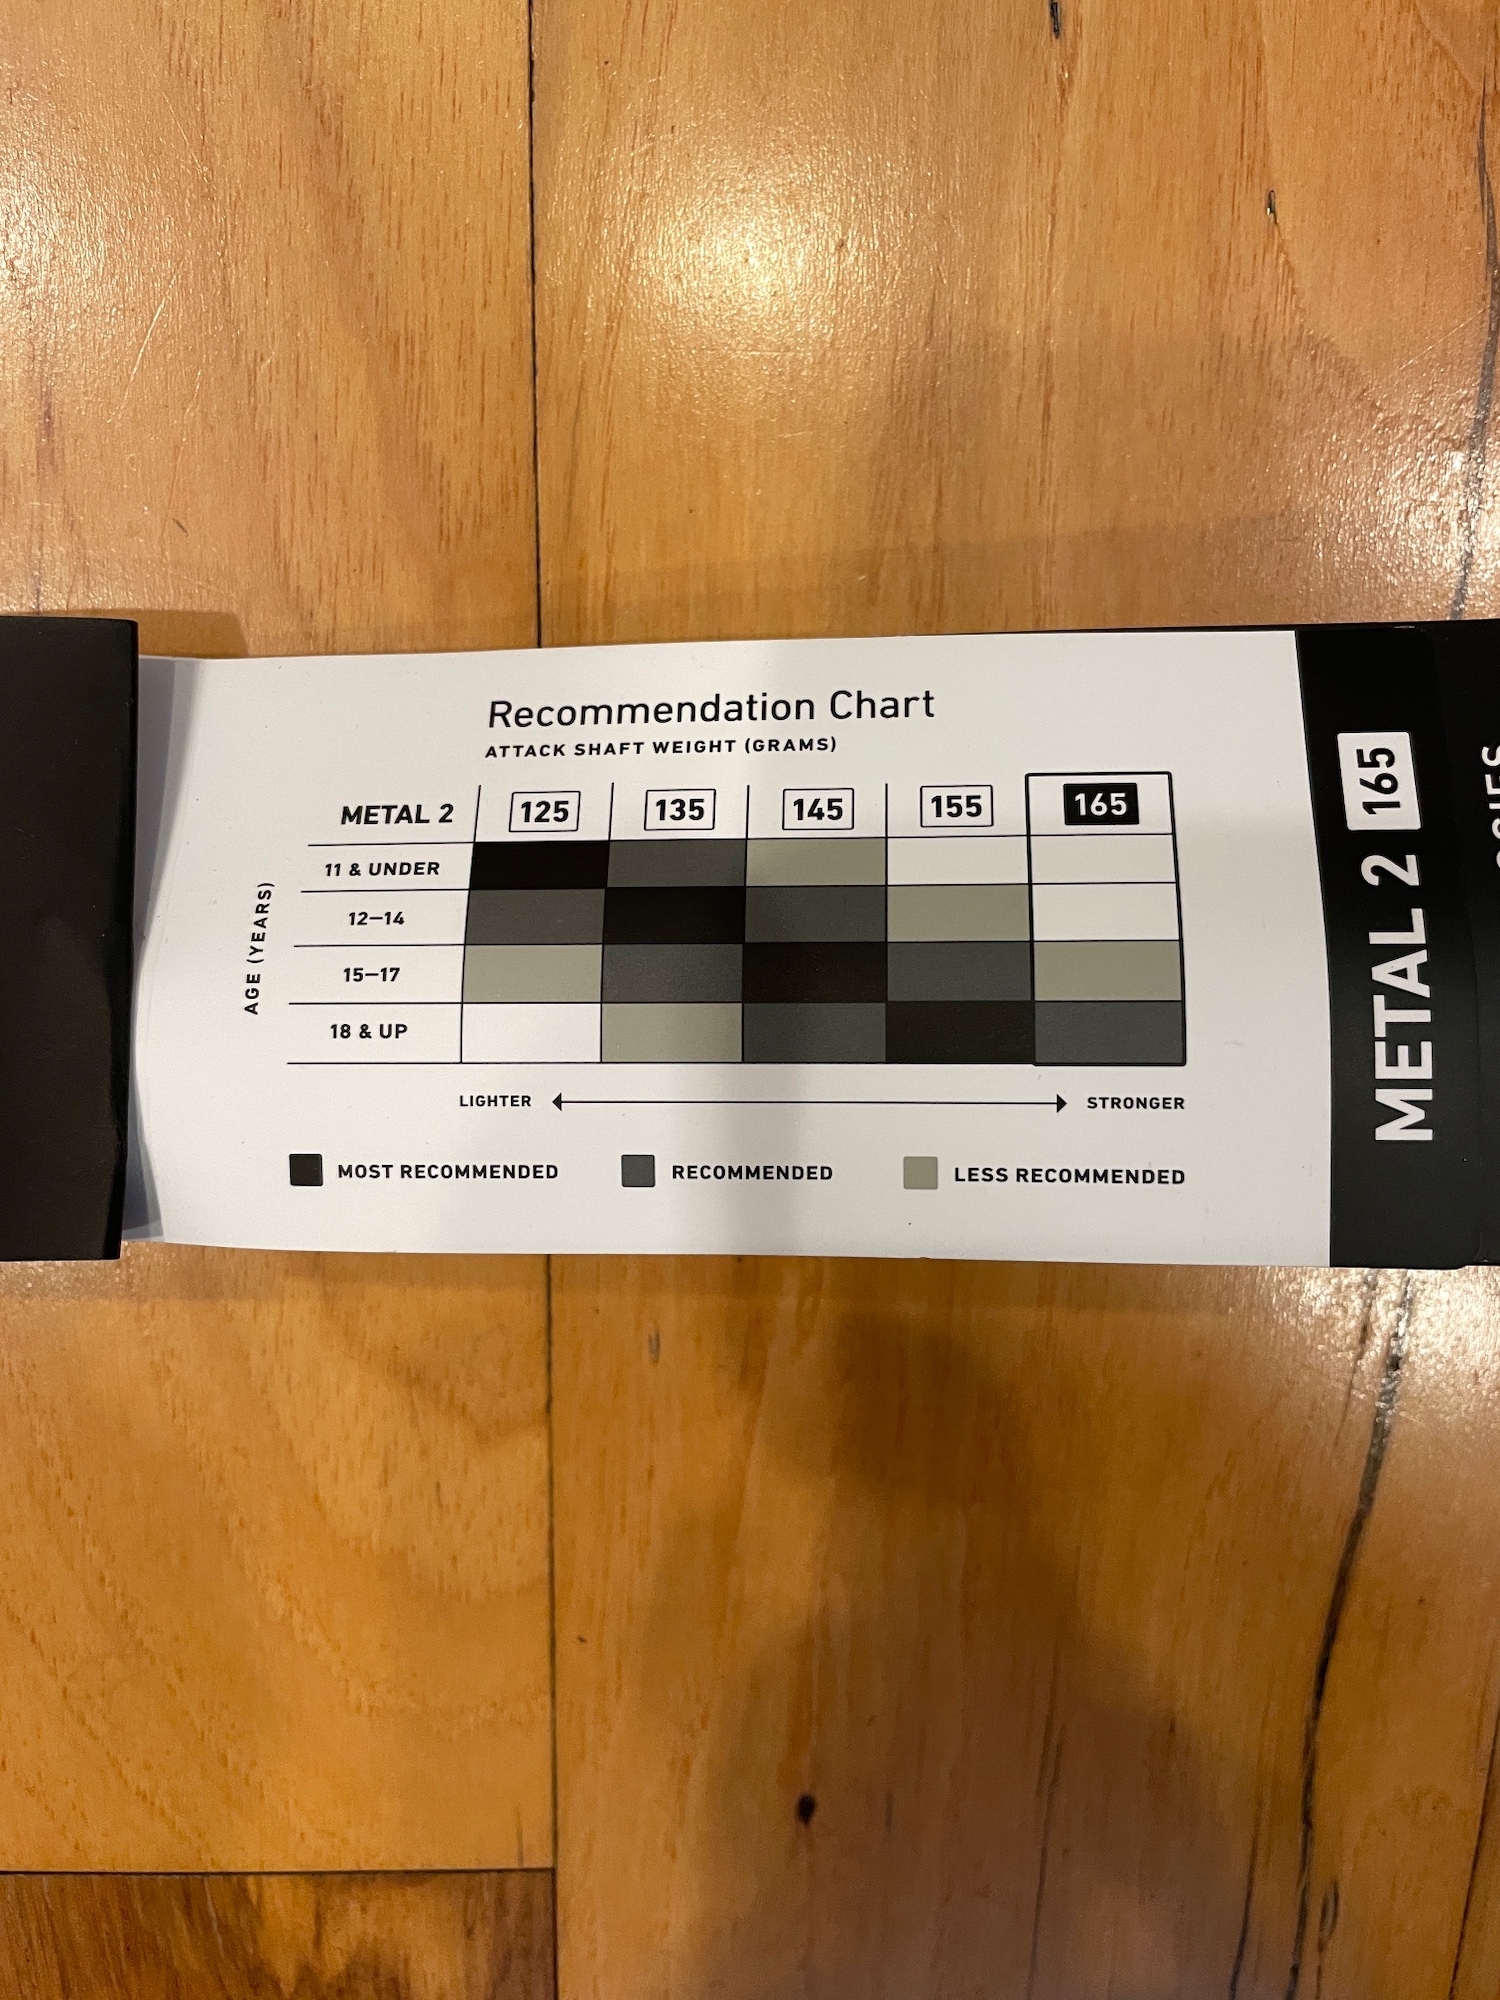 Recommendation Chart
ATTACK SHAFT WEIGHT (GRAMS)
METAL 2 125 135 145 155 165
AGE (YEARS)
11 & UNDER
12–14
15–17
18 & UP
LIGHTER STRONGER
MOST RECOMMENDED RECOMMENDED LESS RECOMMENDED
METAL 2 165